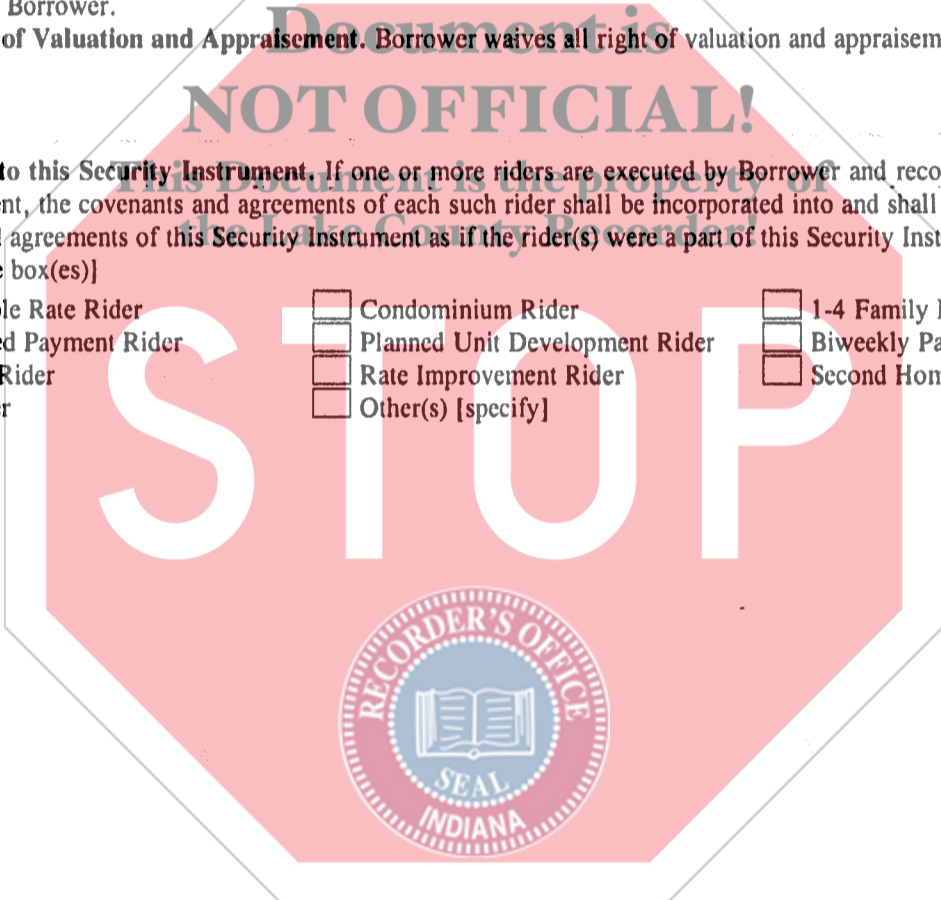 Borrower.
of Valuation and Appraisement. Borrower waives all right of valuation and appraisem
Document is
NOT OFFICIAL!
This Document is the property of
the Lake County Recorder!
to this Security Instrument. If one or more riders are executed by Borrower and reco
nt, the covenants and agreements of each such rider shall be incorporated into and shall
agreements of this Security Instrument as if the rider(s) were a part of this Security Inst
box(es)]
le Rate Rider Condominium Rider 1-4 Family
d Payment Rider Planned Unit Development Rider Biweekly Pa
Rider Rate Improvement Rider Second Hom
r Other(s) [specify]
STOP
RECORDER'S OFFICE
SEAL
INDIANA